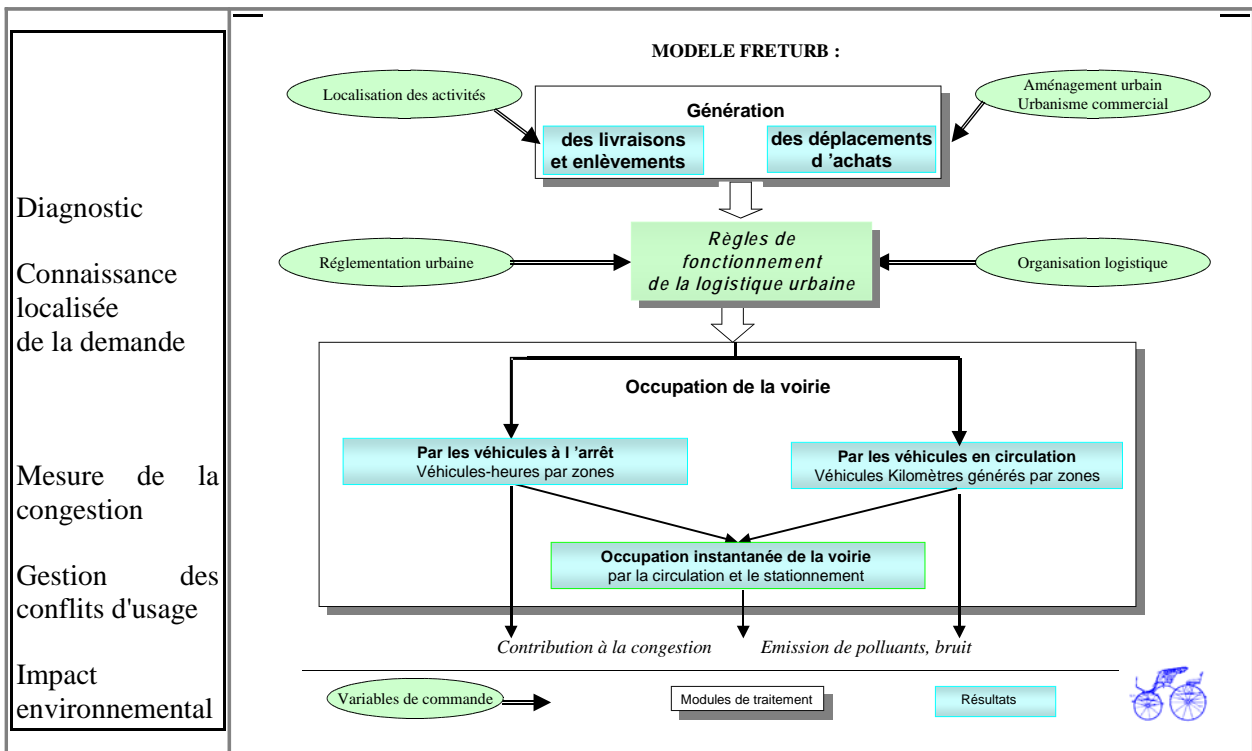 Diagnostic
Connaissance
localisée
de la demande
Mesure de la
congestion
Gestion des
conflits d'usage
Impact
environnemental
MODELE FRETURB :
Localisation des activités
Aménagement urbain
Urbanisme commercial
Génération
des livraisons
et enlèvements
des déplacements
d 'achats
Réglementation urbaine
Règles de
fonctionnement
de la logistique urbaine
Organisation logistique
Occupation de la voirie
Par les véhicules à l 'arrêt
Véhicules-heures par zones
Par les véhicules en circulation
Véhicules Kilomètres générés par zones
Occupation instantanée de la voirie
par la circulation et le stationnement
Contribution à la congestion
Emission de polluants, bruit
Variables de commande
Modules de traitement
Résultats